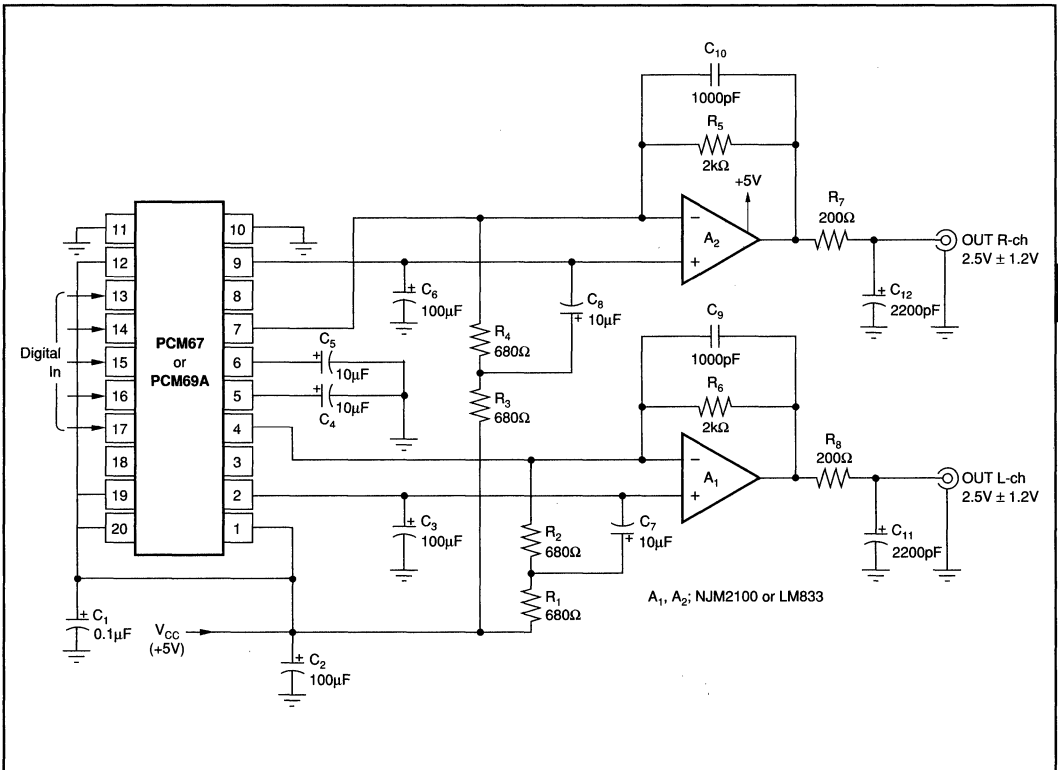 C10
1000pF
R5
2kΩ
+5V
A2
−
+
R7
200Ω
OUT R-ch
2.5V ± 1.2V
+ C12
2200pF
11
12
13
14
15
16
17
18
19
20
PCM67
or
PCM69A
10
9
8
7
6
5
4
3
2
1
Digital
In
+ C6
100μF
C8
+ 10μF
R4
680Ω
R3
680Ω
C5
+
10μF
+
10μF
C4
C9
1000pF
R6
2kΩ
−
A1
+
R8
200Ω
OUT L-ch
2.5V ± 1.2V
+ C11
2200pF
+ C3
100μF
R2
680Ω
C7
+ 10μF
R1
680Ω
A1, A2; NJM2100 or LM833
+ C1
0.1μF
VCC
(+5V)
+ C2
100μF